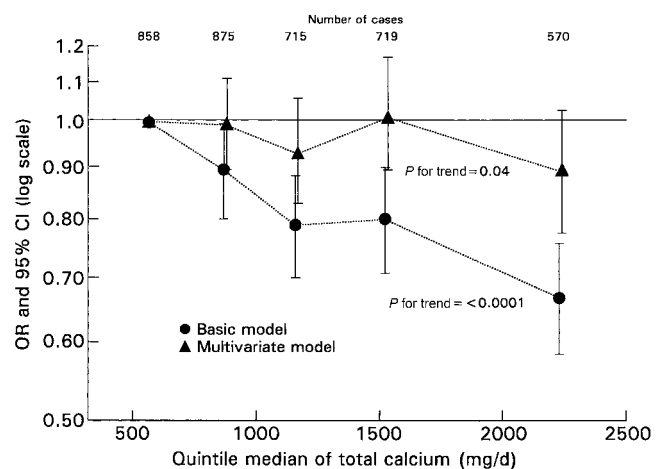 Number of cases
858 875 715 719 570
1.2
1.1
1.0
0.90
0.80
0.70
0.60
0.50
OR and 95% CI (log scale)
P for trend = 0.04
P for trend = <0.0001
● Basic model
▲ Multivariate model
500 1000 1500 2000 2500
Quintile median of total calcium (mg/d)